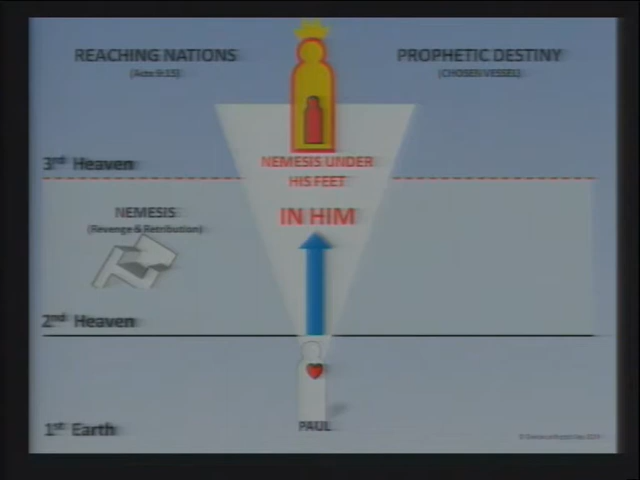 REACHING NATIONS
(Acts 9:15)
PROPHETIC DESTINY
(CHOSEN VESSEL)
3rd Heaven
NEMESIS UNDER
HIS FEET
IN HIM
NEMESIS
(Revenge & Retribution)
2nd Heaven
1st Earth
PAUL